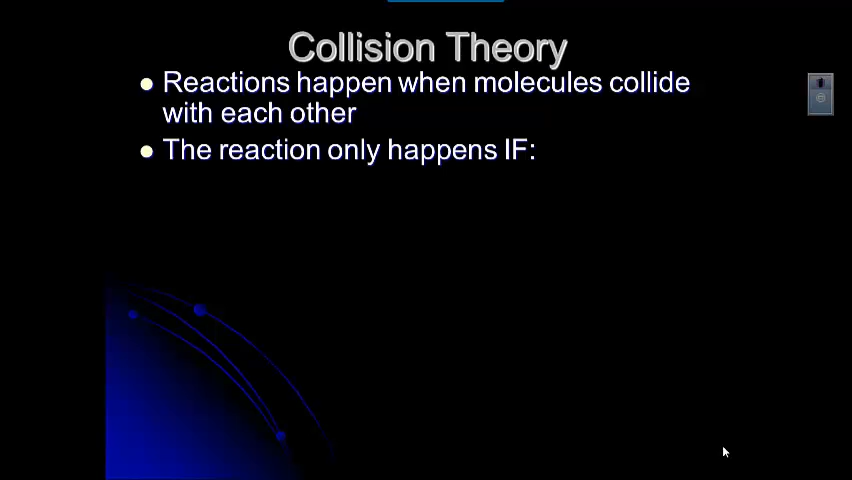 Collision Theory
Reactions happen when molecules collide
with each other
The reaction only happens IF: